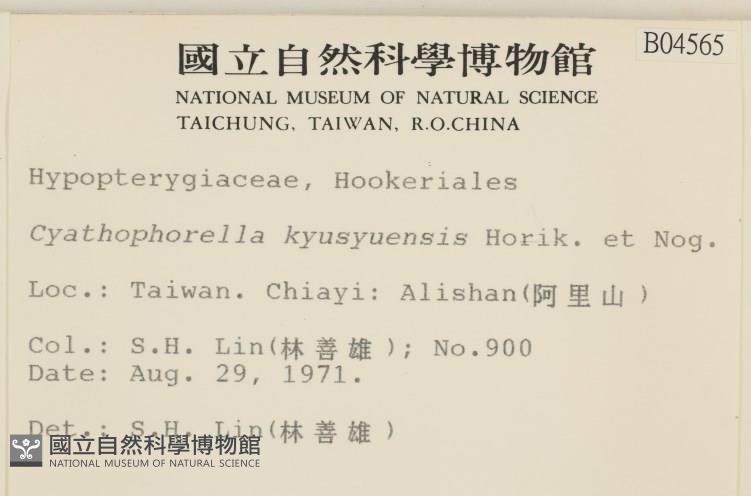 B04565
國立自然科學博物館
NATIONAL MUSEUM OF NATURAL SCIENCE
TAICHUNG, TAIWAN, R.O.CHINA
Hypopterygiaceae, Hookeriales
Cyathophorella kyusyuensis Horik. et Nog.
Loc.: Taiwan. Chiayi: Alishan(阿里山)
Col.: S.H. Lin(林善雄); No.900
Date: Aug. 29, 1971.
Det.: S.H. Lin(林善雄)
國立自然科學博物館
NATIONAL MUSEUM OF NATURAL SCIENCE